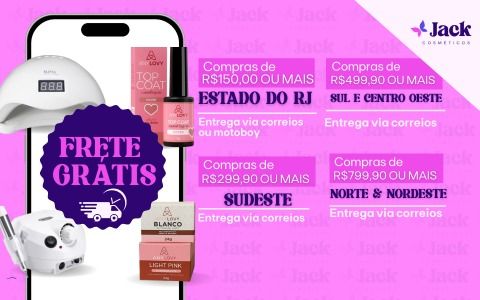 Jack
COSMÉTICOS
Compras de
R$150,00 OU MAIS
ESTADO DO RJ
Entrega via correios
ou motoboy
Compras de
R$499,90 OU MAIS
SUL E CENTRO OESTE
Entrega via correios
Compras de
R$299,90 OU MAIS
SUDESTE
Entrega via correios
Compras de
R$799,90 OU MAIS
NORTE & NORDESTE
Entrega via correios
FRETE
GRÁTIS
TOP
COAT
BLANCO
24g
LIGHT PINK
24g